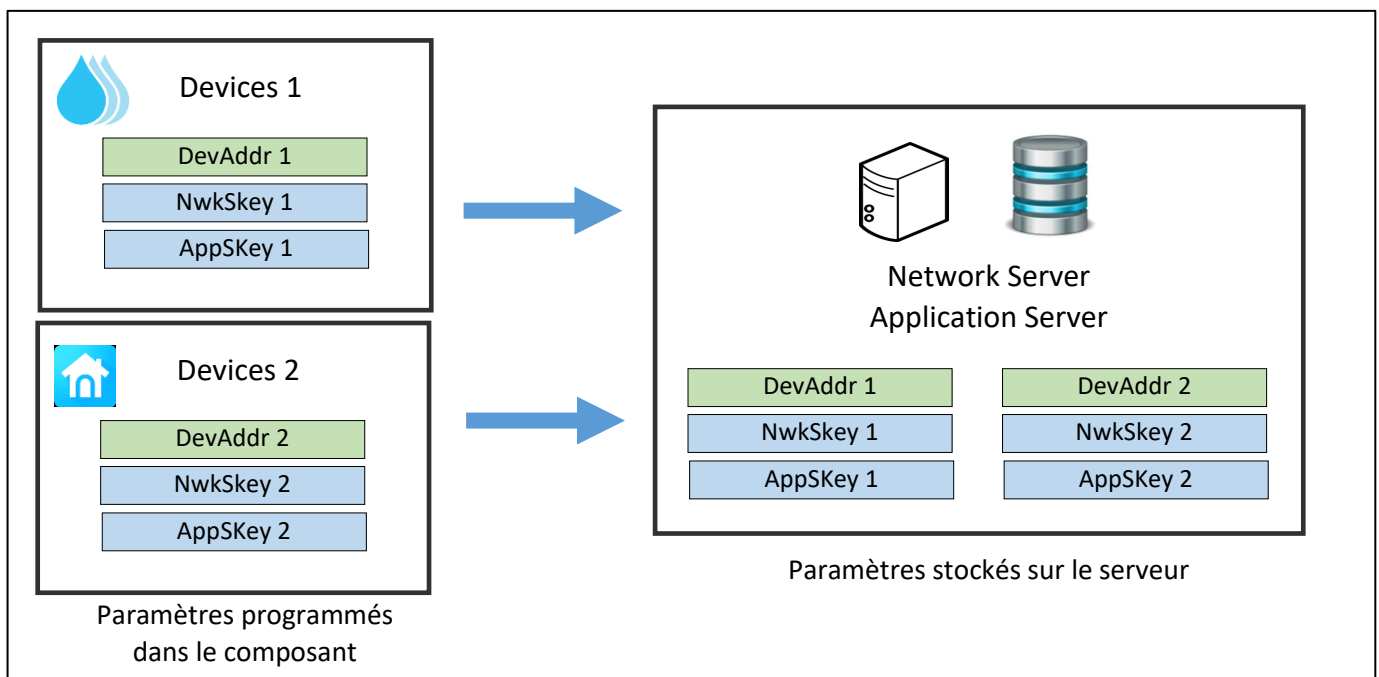 Devices 1
DevAddr 1
NwkSkey 1
AppSKey 1
Devices 2
DevAddr 2
NwkSkey 2
AppSKey 2
Paramètres programmés
dans le composant
Network Server
Application Server
DevAddr 1
NwkSkey 1
AppSKey 1
DevAddr 2
NwkSkey 2
AppSKey 2
Paramètres stockés sur le serveur